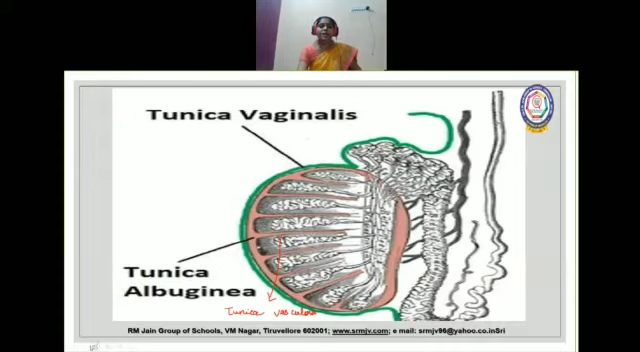 Tunica Vaginalis
Tunica
Albuginea
Tunica vasculosa
RM Jain Group of Schools, VM Nagar, Tiruvellore 602001; www.srmjv.com; e mail: srmjv96@yahoo.co.inSri